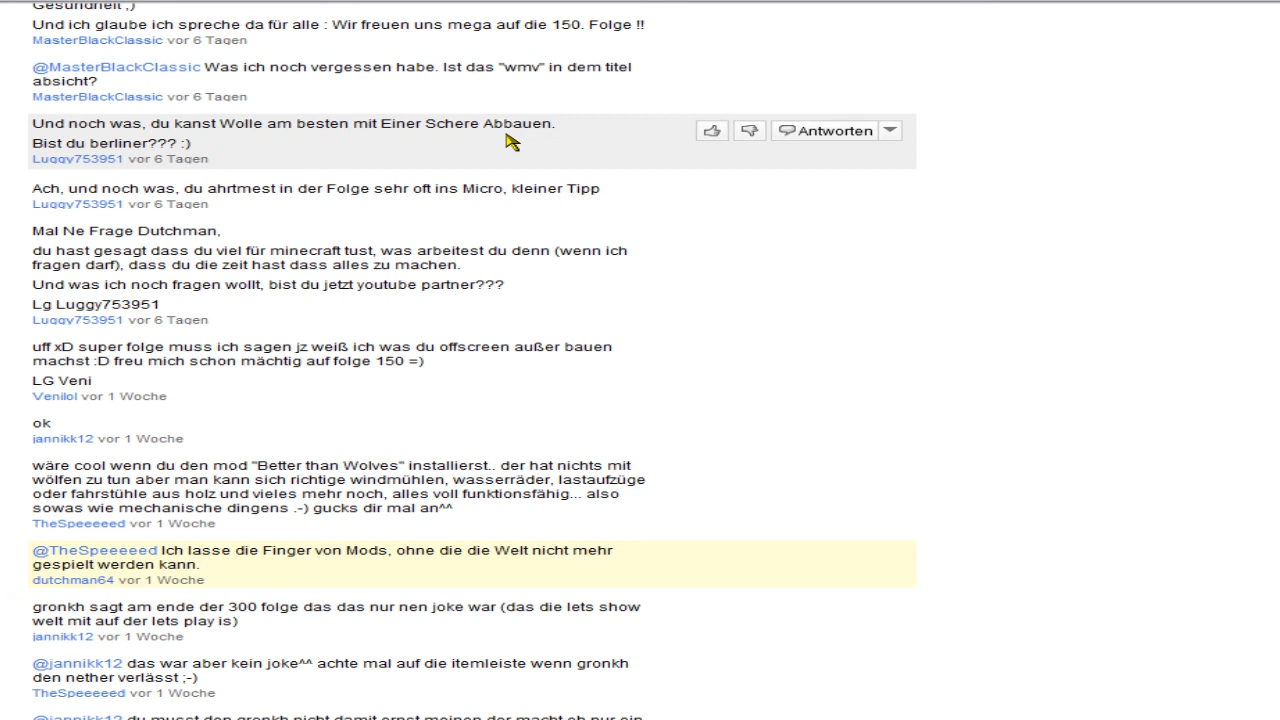 Gesundheit ;)
Und ich glaube ich spreche da für alle : Wir freuen uns mega auf die 150. Folge !!
MasterBlackClassic vor 6 Tagen
@MasterBlackClassic Was ich noch vergessen habe. Ist das "wmv" in dem titel
absicht?
MasterBlackClassic vor 6 Tagen
Und noch was, du kanst Wolle am besten mit Einer Schere Abbauen.
Antworten
Bist du berliner??? :)
Luggy753951 vor 6 Tagen
Ach, und noch was, du ahrtmest in der Folge sehr oft ins Micro, kleiner Tipp
Luggy753951 vor 6 Tagen
Mal Ne Frage Dutchman,
du hast gesagt dass du viel für minecraft tust, was arbeitest du denn (wenn ich
fragen darf), dass du die zeit hast dass alles zu machen.
Und was ich noch fragen wollt, bist du jetzt youtube partner???
Lg Luggy753951
Luggy753951 vor 6 Tagen
uff xD super folge muss ich sagen jz weiß ich was du offscreen außer bauen
machst :D freu mich schon mächtig auf folge 150 =)
LG Veni
Venilol vor 1 Woche
ok
jannikk12 vor 1 Woche
wäre cool wenn du den mod "Better than Wolves" installierst.. der hat nichts mit
wölfen zu tun aber man kann sich richtige windmühlen, wasserräder, lastaufzüge
oder fahrstühle aus holz und vieles mehr noch, alles voll funktionsfähig... also
sowas wie mechanische dingens .-) gucks dir mal an^^
TheSpeeeeed vor 1 Woche
@TheSpeeeeed Ich lasse die Finger von Mods, ohne die die Welt nicht mehr
gespielt werden kann.
dutchman64 vor 1 Woche
gronkh sagt am ende der 300 folge das das nur nen joke war (das die lets show
welt mit auf der lets play is)
jannikk12 vor 1 Woche
@jannikk12 das war aber kein joke^^ achte mal auf die itemleiste wenn gronkh
den nether verlässt ;-)
TheSpeeeeed vor 1 Woche
@jannikk12 du musst den gronkh nicht damit ernst meinen der macht eh nur ein